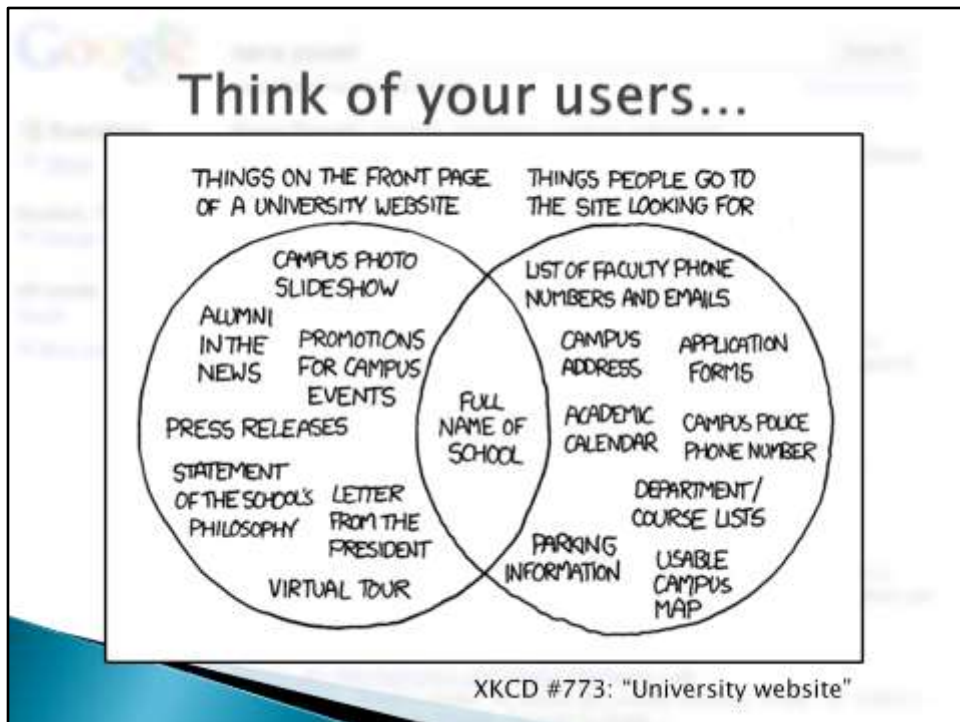 Google
Think of your users...
THINGS ON THE FRONT PAGE
OF A UNIVERSITY WEBSITE
THINGS PEOPLE GO TO
THE SITE LOOKING FOR
CAMPUS PHOTO
SLIDESHOW
ALUMNI
IN THE
NEWS
PROMOTIONS
FOR CAMPUS
EVENTS
PRESS RELEASES
STATEMENT
OF THE SCHOOL'S
PHILOSOPHY
LETTER
FROM THE
PRESIDENT
VIRTUAL TOUR
FULL
NAME OF
SCHOOL
LIST OF FACULTY PHONE
NUMBERS AND EMAILS
CAMPUS
ADDRESS
APPLICATION
FORMS
ACADEMIC
CALENDAR
CAMPUS POLICE
PHONE NUMBER
DEPARTMENT/
COURSE LISTS
PARKING
INFORMATION
USABLE
CAMPUS
MAP
XKCD #773: "University website"